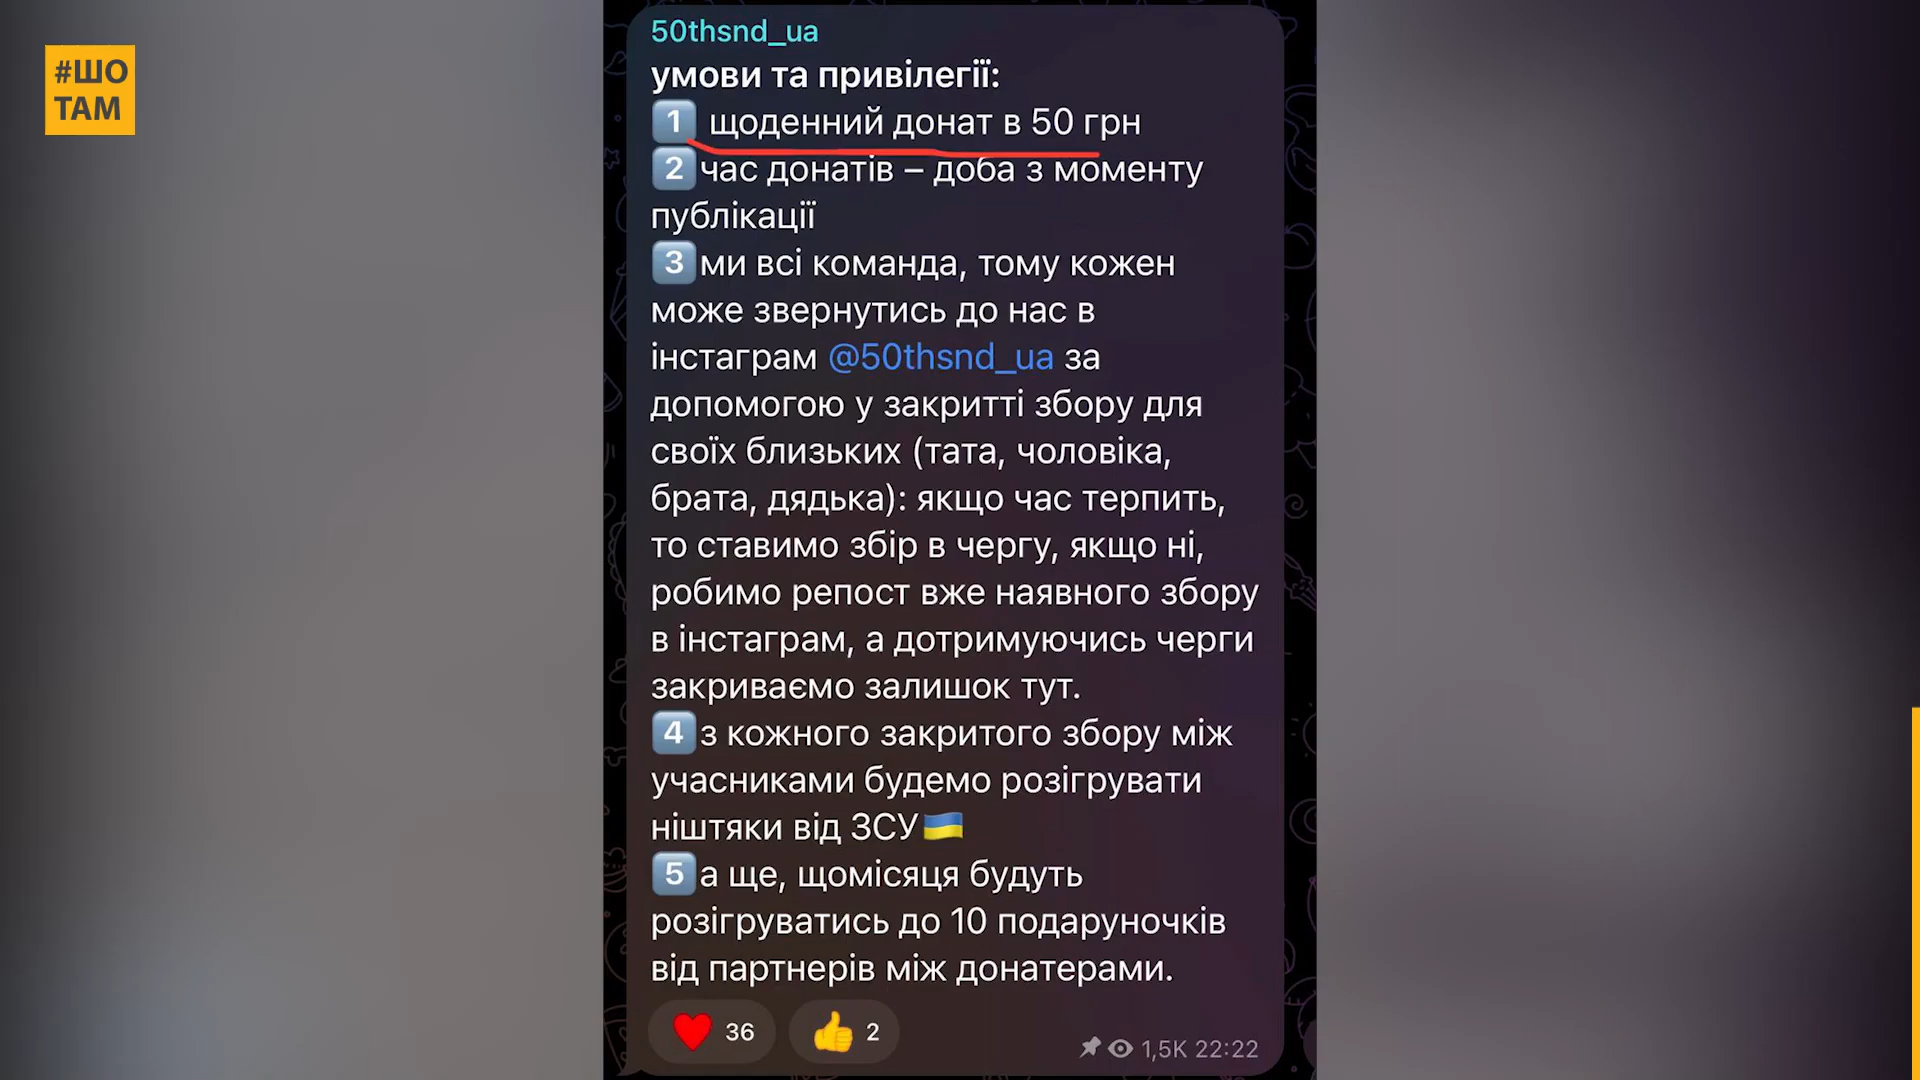 #ШО
ТАМ
50thsnd_ua
умови та привілегії:
1 щоденний донат в 50 грн
2 час донатів – доба з моменту
публікації
3 ми всі команда, тому кожен
може звернутись до нас в
інстаграм @50thsnd_ua за
допомогою у закритті збору для
своїх близьких (тата, чоловіка,
брата, дядька): якщо час терпить,
то ставимо збір в чергу, якщо ні,
робимо репост вже наявного збору
в інстаграм, а дотримуючись черги
закриваємо залишок тут.
4 з кожного закритого збору між
учасниками будемо розігрувати
ніштяки від ЗСУ🇺🇦
5 а ще, щомісяця будуть
розігруватись до 10 подаруночків
від партнерів між донатерами.
❤️ 36 👍 2
1,5K 22:22